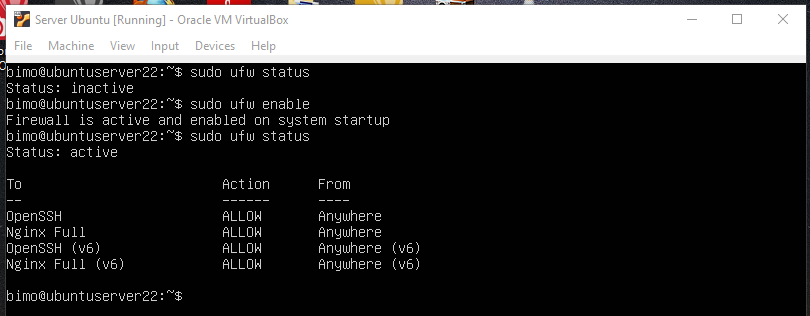 Server Ubuntu [Running] - Oracle VM VirtualBox
File Machine View Input Devices Help
bimo@ubuntuserver22:~$ sudo ufw status
Status: inactive
bimo@ubuntuserver22:~$ sudo ufw enable
Firewall is active and enabled on system startup
bimo@ubuntuserver22:~$ sudo ufw status
Status: active
To Action From
-- ------ ----
OpenSSH ALLOW Anywhere
Nginx Full ALLOW Anywhere
OpenSSH (v6) ALLOW Anywhere (v6)
Nginx Full (v6) ALLOW Anywhere (v6)
bimo@ubuntuserver22:~$